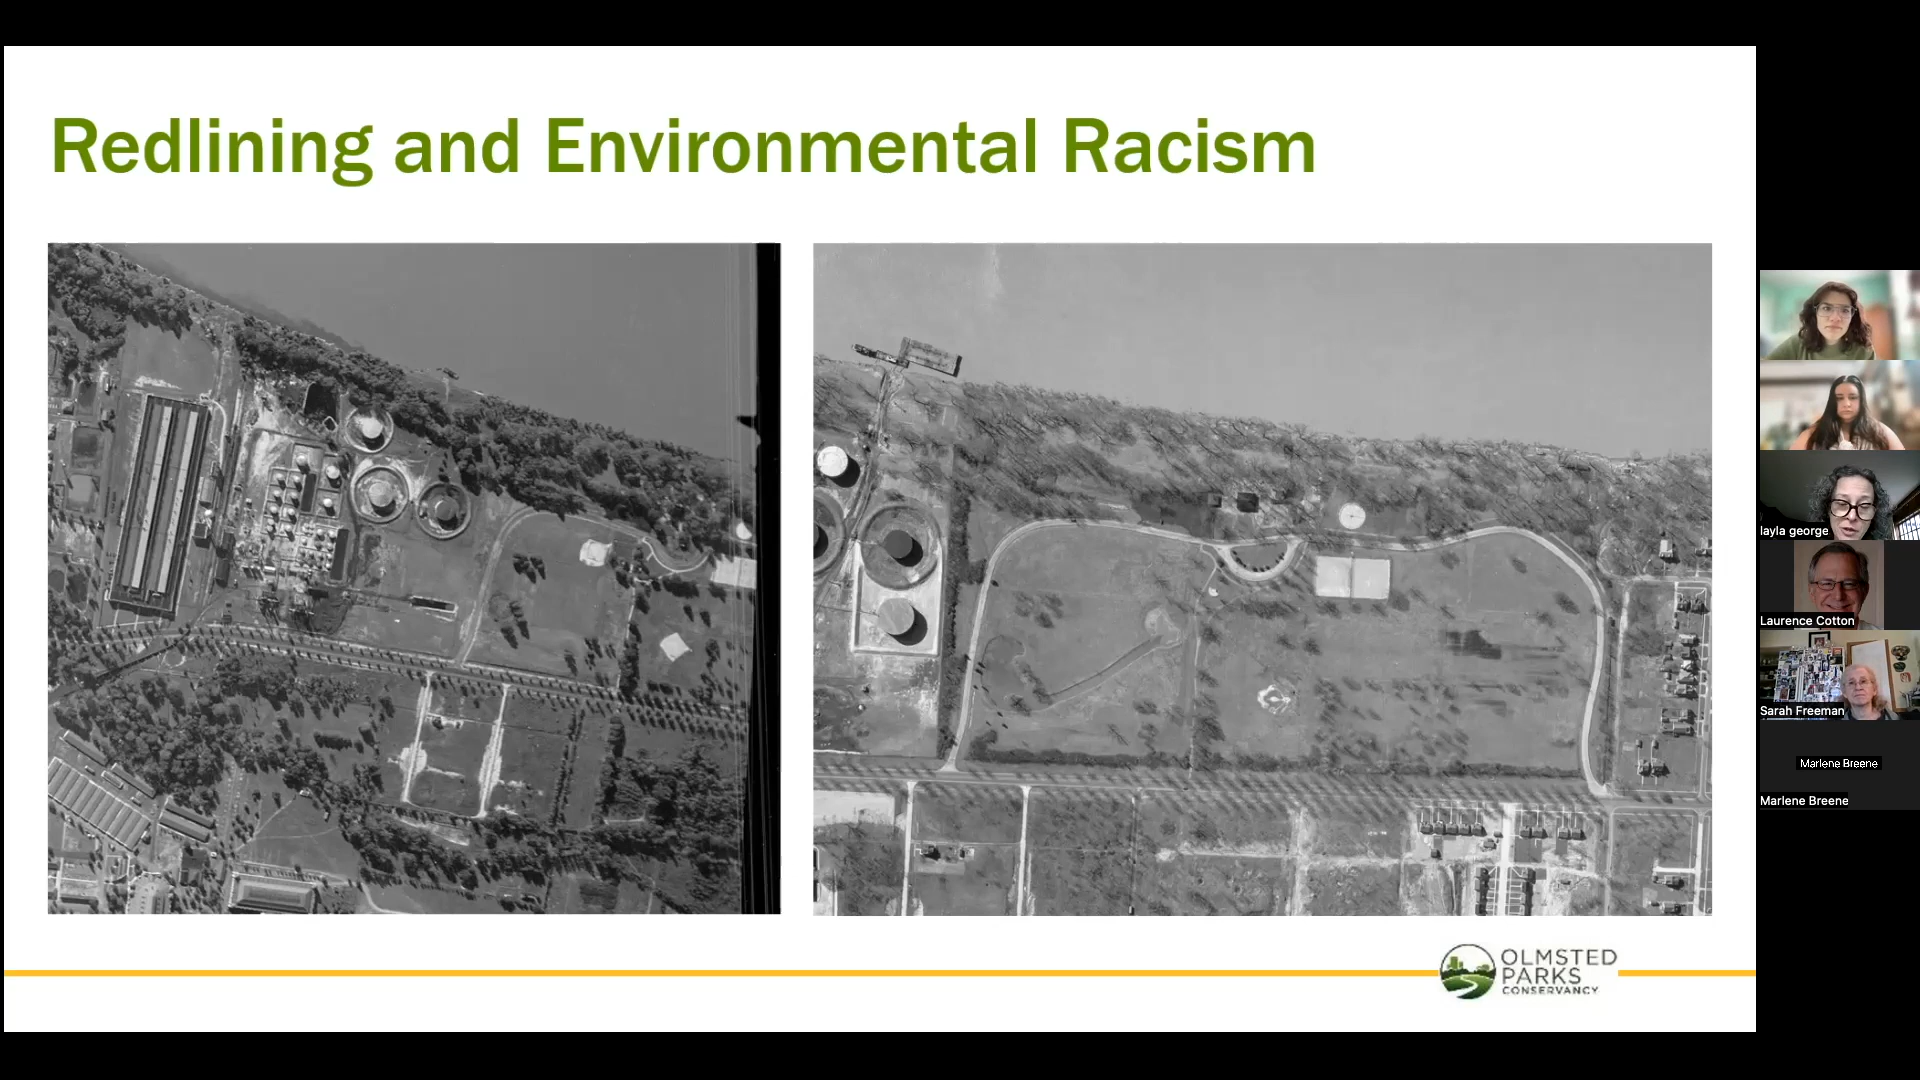 Redlining and Environmental Racism
OLMSTED
PARKS
CONSERVANCY
layla george
Laurence Cotton
Sarah Freeman
Marlene Breene
Marlene Breene